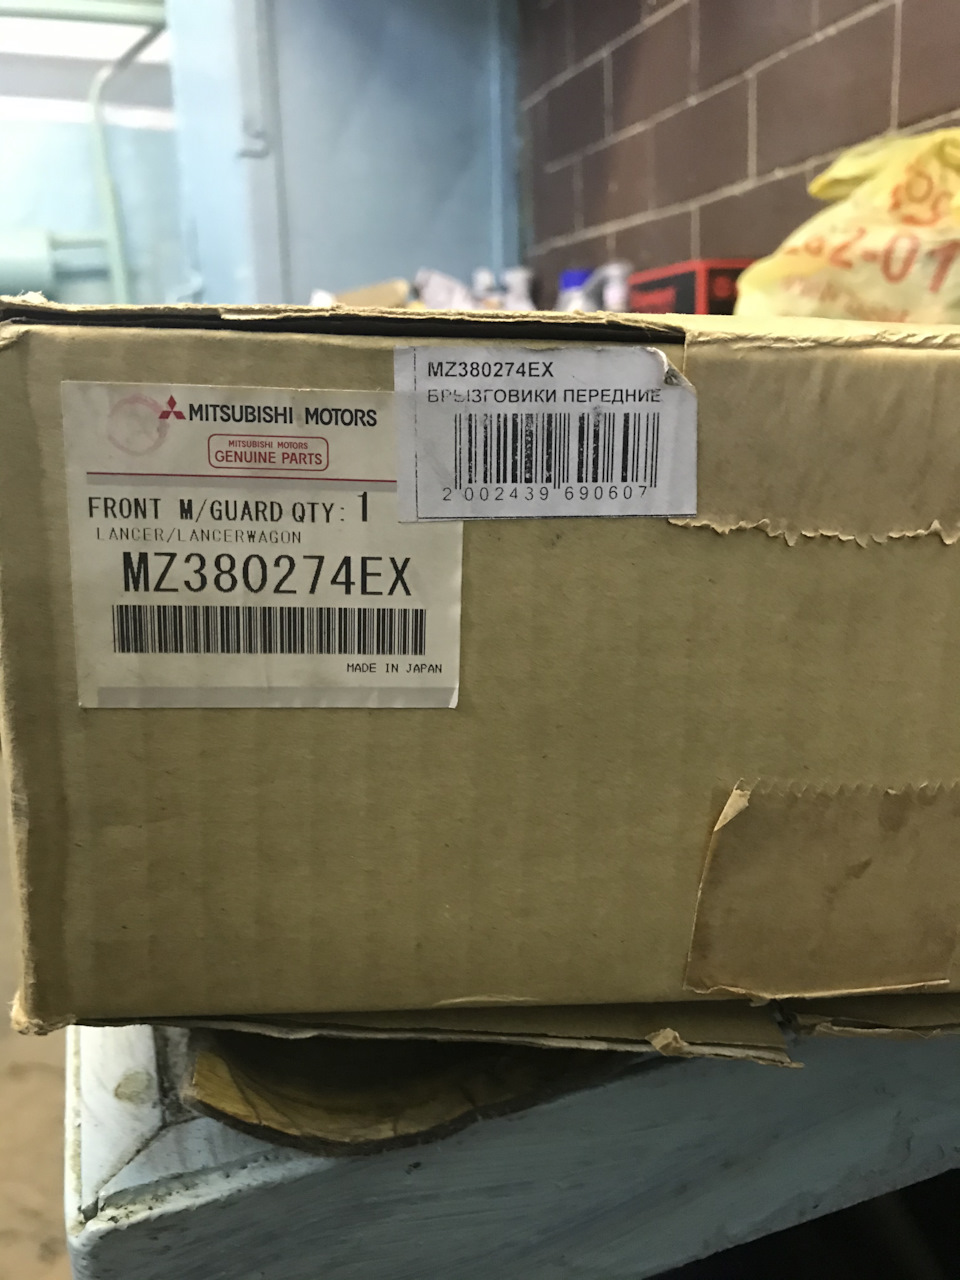 MZ380274EX
БРЫЗГОВИКИ ПЕРЕДНИЕ
2 002439 690607
MITSUBISHI MOTORS
MITSUBISHI MOTORS
GENUINE PARTS
FRONT M/GUARD QTY: 1
LANCER/LANCERWAGON
MZ380274EX
MADE IN JAPAN